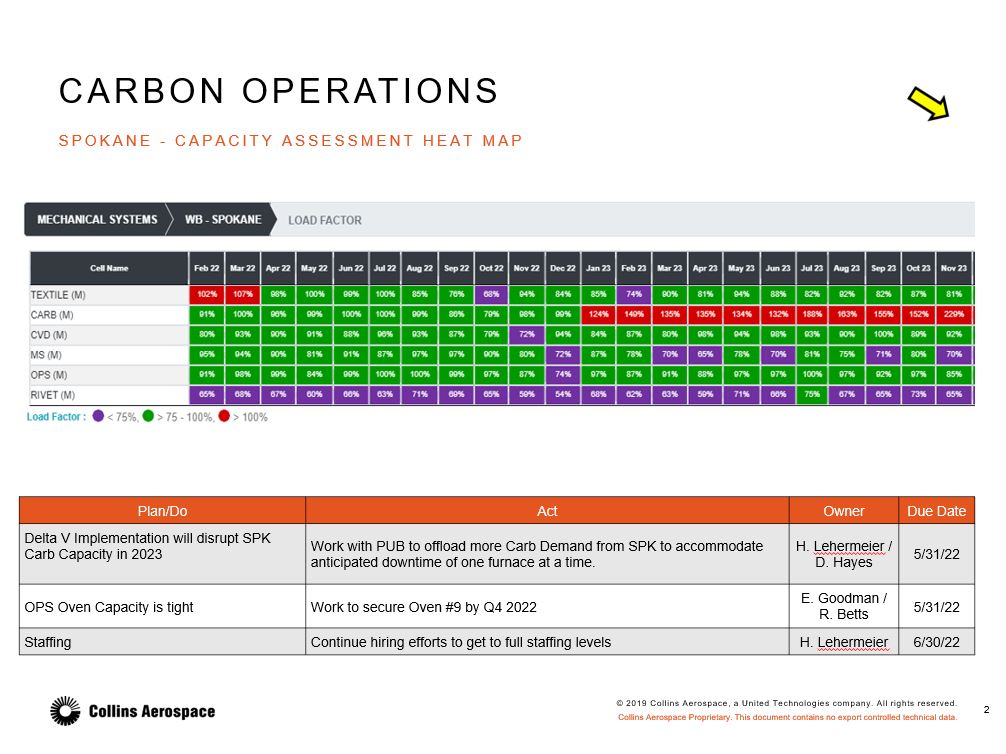 CARBON OPERATIONS
SPOKANE - CAPACITY ASSESSMENT HEAT MAP
MECHANICAL SYSTEMS WB - SPOKANE LOAD FACTOR
Cell Name Feb 22 Mar 22 Apr 22 May 22 Jun 22 Jul 22 Aug 22 Sep 22 Oct 22 Nov 22 Dec 22 Jan 23 Feb 23 Mar 23 Apr 23 May 23 Jun 23 Jul 23 Aug 23 Sep 23 Oct 23 Nov 23
TEXTILE (M) 102% 107% 98% 100% 99% 100% 85% 76% 68% 94% 84% 85% 74% 90% 81% 94% 88% 82% 92% 82% 87% 81%
CARB (M) 91% 100% 96% 99% 100% 100% 99% 86% 79% 98% 99% 124% 149% 135% 135% 134% 132% 188% 163% 155% 152% 229%
CVD (M) 80% 93% 90% 91% 88% 96% 93% 87% 79% 72% 94% 84% 87% 80% 98% 94% 98% 93% 90% 100% 89% 92%
MS (M) 95% 94% 90% 81% 91% 87% 97% 97% 90% 80% 72% 87% 78% 70% 65% 78% 70% 81% 75% 71% 80% 70%
OPS (M) 91% 98% 99% 84% 99% 100% 100% 99% 97% 87% 74% 97% 87% 91% 88% 97% 97% 100% 97% 92% 97% 85%
RIVET (M) 65% 68% 67% 60% 66% 63% 71% 69% 65% 59% 54% 68% 62% 63% 59% 71% 66% 75% 67% 65% 73% 65%
Load Factor : < 75%, > 75 - 100%, > 100%
Plan/Do Act Owner Due Date
Delta V Implementation will disrupt SPK
Carb Capacity in 2023
Work with PUB to offload more Carb Demand from SPK to accommodate
anticipated downtime of one furnace at a time.
H. Lehermeier /
D. Hayes
5/31/22
OPS Oven Capacity is tight
Work to secure Oven #9 by Q4 2022
E. Goodman /
R. Betts
5/31/22
Staffing Continue hiring efforts to get to full staffing levels H. Lehermeier 6/30/22
Collins Aerospace
© 2019 Collins Aerospace, a United Technologies company. All rights reserved.
Collins Aerospace Proprietary. This document contains no export controlled technical data.
2